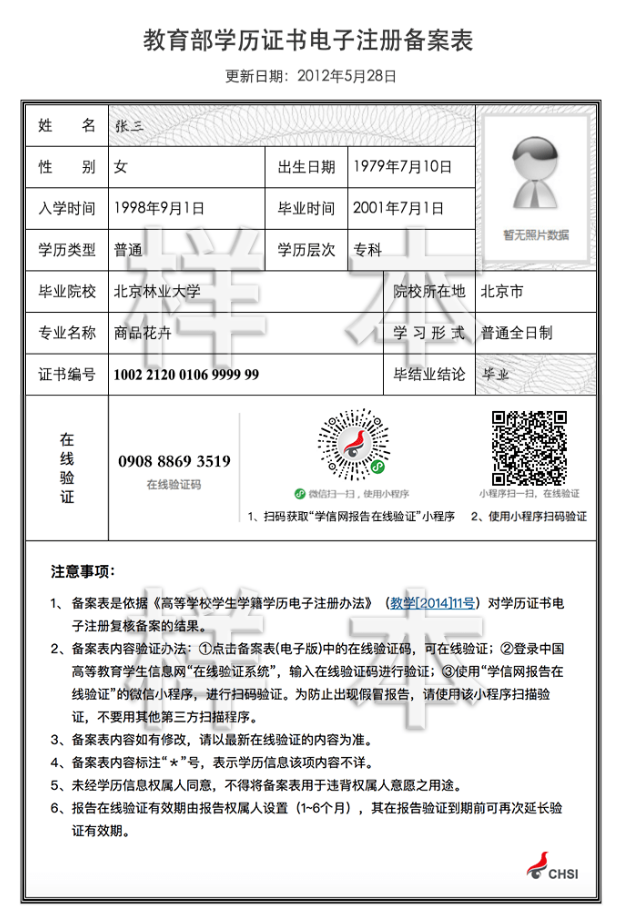 教育部学历证书电子注册备案表
更新日期：2012年5月28日
姓 名 张三
性 别 女 出生日期 1979年7月10日
入学时间 1998年9月1日 毕业时间 2001年7月1日
暂无照片数据
学历类型 普通 学历层次 专科
毕业院校 北京林业大学 院校所在地 北京市
专业名称 商品花卉 学习形式 普通全日制
证书编号 1002 2120 0106 9999 99 毕结业结论 毕业
样本
在线验证
0908 8869 3519
在线验证码
微信扫一扫，使用小程序
小程序扫一扫，在线验证
1、扫码获取“学信网报告在线验证”小程序 2、使用小程序扫码验证
注意事项：
1、备案表是依据《高等学校学生学籍学历电子注册办法》（教学[2014]11号）对学历证书电
子注册复核备案的结果。
2、备案表内容验证办法：①点击备案表(电子版)中的在线验证码，可在线验证；②登录中国
高等教育学生信息网“在线验证系统”，输入在线验证码进行验证；③使用“学信网报告在
线验证”的微信小程序，进行扫码验证。为防止出现假冒报告，请使用该小程序扫描验
证，不要用其他第三方扫描程序。
3、备案表内容如有修改，请以最新在线验证的内容为准。
4、备案表内容标注“*”号，表示学历信息该项内容不详。
5、未经学历信息权属人同意，不得将备案表用于违背权属人意愿之用途。
6、报告在线验证有效期由报告权属人设置（1~6个月），其在报告验证到期前可再次延长验
证有效期。
样本
CHSI